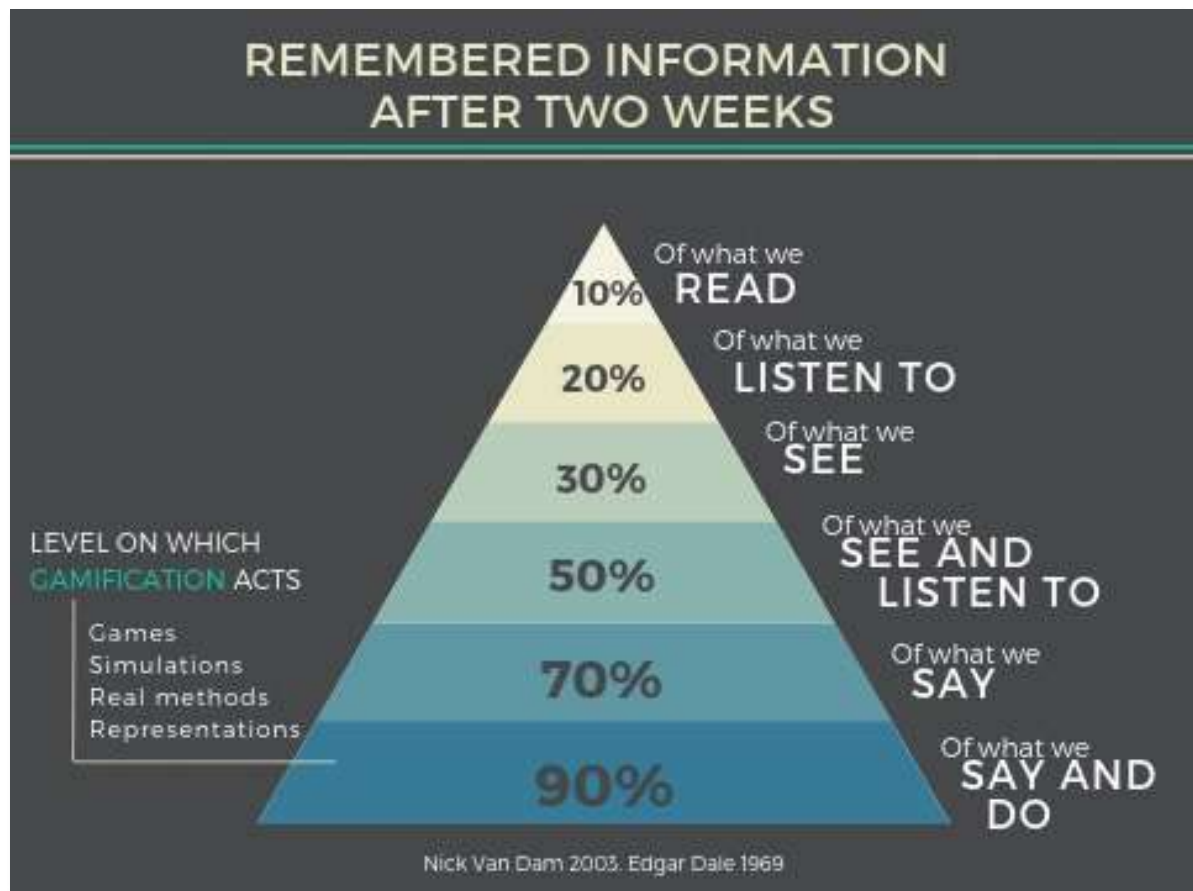 REMEMBERED INFORMATION
AFTER TWO WEEKS
10%
Of what we
READ
20%
Of what we
LISTEN TO
30%
Of what we
SEE
50%
Of what we
SEE AND
LISTEN TO
70%
Of what we
SAY
90%
Of what we
SAY AND
DO
LEVEL ON WHICH
GAMIFICATION ACTS
Games
Simulations
Real methods
Representations
Nick Van Dam 2003. Edgar Dale 1969